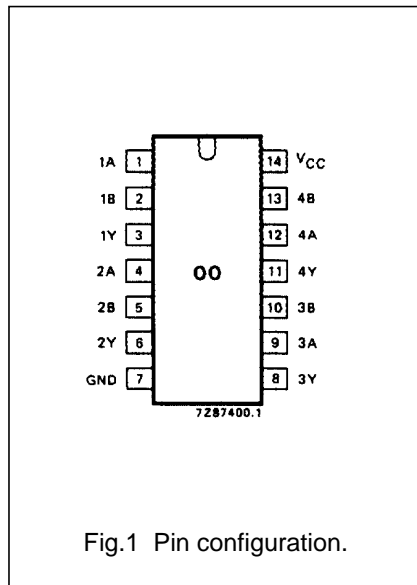 1A 1 14 VCC
1B 2 13 4B
1Y 3 12 4A
2A 4 00 11 4Y
2B 5 10 3B
2Y 6 9 3A
GND 7 8 3Y
7Z87400.1
Fig.1 Pin configuration.